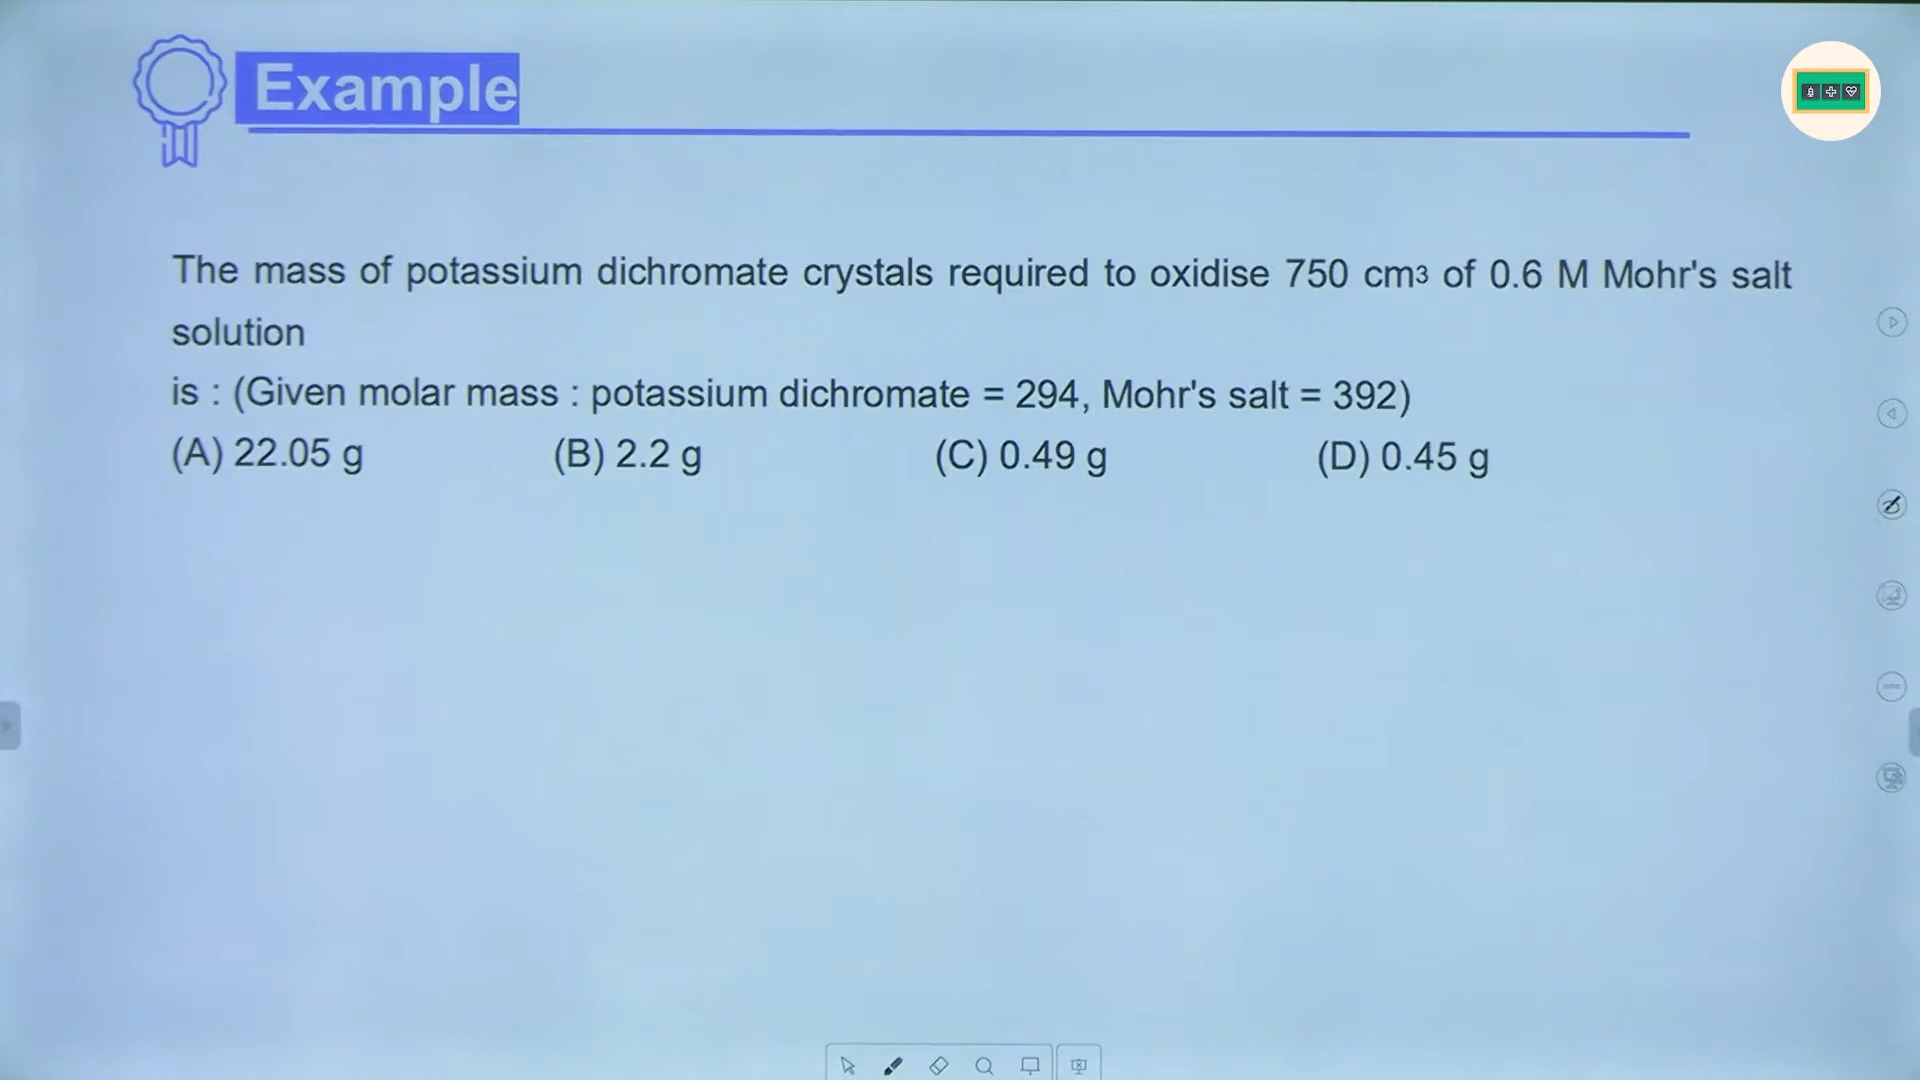 Example
The mass of potassium dichromate crystals required to oxidise 750 cm3 of 0.6 M Mohr's salt
solution
is : (Given molar mass : potassium dichromate = 294, Mohr's salt = 392)
(A) 22.05 g (B) 2.2 g (C) 0.49 g (D) 0.45 g